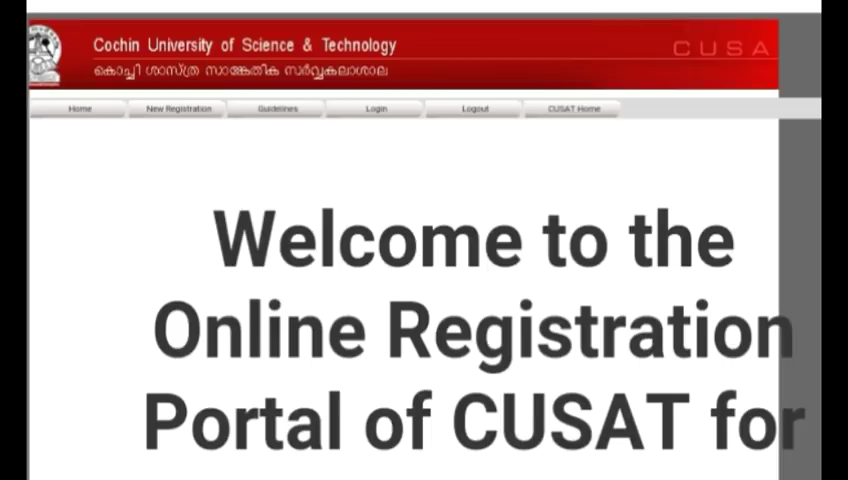 Cochin University of Science & Technology
കൊച്ചി ശാസ്ത്ര സാങ്കേതിക സർവ്വകലാശാല
CUSA
Home New Registration Guidelines Login Logout CUSAT Home
Welcome to the
Online Registration
Portal of CUSAT for